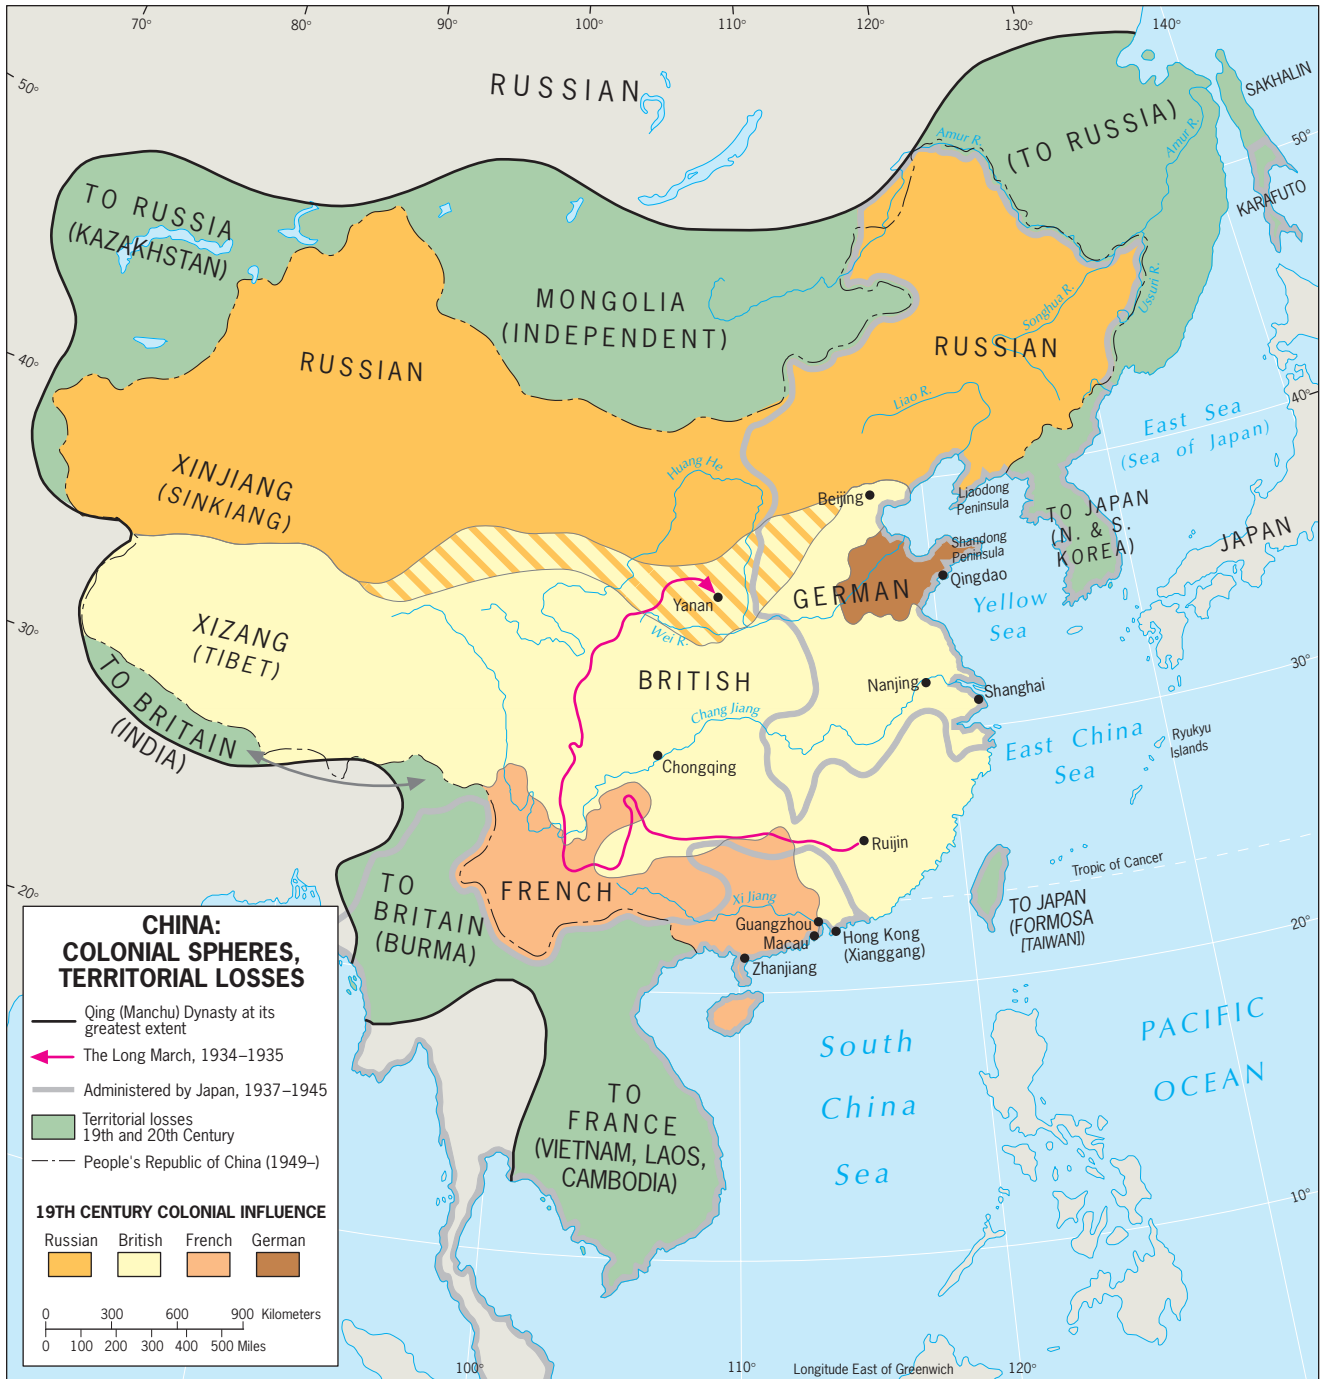 70°
80°
90°
100°
110°
120°
130°
140°
50°
40°
30°
20°
50°
40°
30°
20°
10°
100°
110°
120°
Longitude East of Greenwich
RUSSIAN
(TO RUSSIA)
SAKHALIN
KARAFUTO
Amur R.
Amur R.
TO RUSSIA
(KAZAKHSTAN)
MONGOLIA
(INDEPENDENT)
RUSSIAN
RUSSIAN
Songhua R.
Ussuri R.
Liao R.
East Sea
(Sea of Japan)
XINJIANG
(SINKIANG)
Huang He
Beijing
Liaodong
Peninsula
TO JAPAN
(N. & S.
KOREA)
JAPAN
Shandong
Peninsula
Qingdao
GERMAN
Yellow
Sea
Yanan
Wei R.
XIZANG
(TIBET)
BRITISH
Nanjing
Shanghai
TO BRITAIN
(INDIA)
Chang Jiang
Chongqing
East China
Sea
Ryukyu
Islands
Ruijin
Tropic of Cancer
FRENCH
TO
BRITAIN
(BURMA)
Xi Jiang
Guangzhou
Macau
Hong Kong
(Xianggang)
Zhanjiang
TO JAPAN
(FORMOSA
[TAIWAN])
South
China
Sea
PACIFIC
OCEAN
TO
FRANCE
(VIETNAM, LAOS,
CAMBODIA)
CHINA:
COLONIAL SPHERES,
TERRITORIAL LOSSES
Qing (Manchu) Dynasty at its
greatest extent
The Long March, 1934–1935
Administered by Japan, 1937–1945
Territorial losses
19th and 20th Century
People's Republic of China (1949–)
19TH CENTURY COLONIAL INFLUENCE
Russian British French German
0 300 600 900 Kilometers
0 100 200 300 400 500 Miles